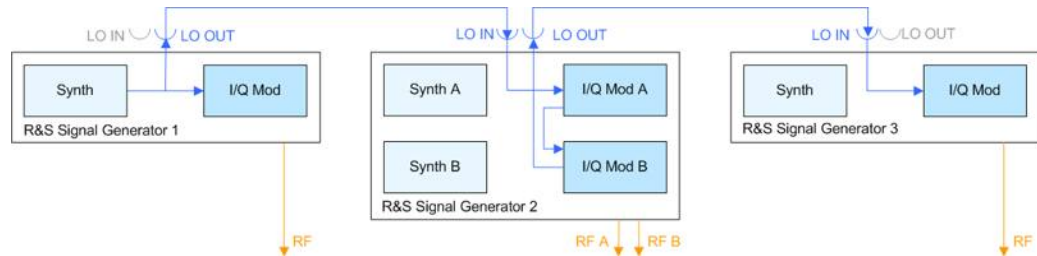 LO IN LO OUT
Synth
I/Q Mod
R&S Signal Generator 1
RF
LO IN LO OUT
Synth A
I/Q Mod A
Synth B
I/Q Mod B
R&S Signal Generator 2
RF A RF B
LO IN LO OUT
Synth
I/Q Mod
R&S Signal Generator 3
RF